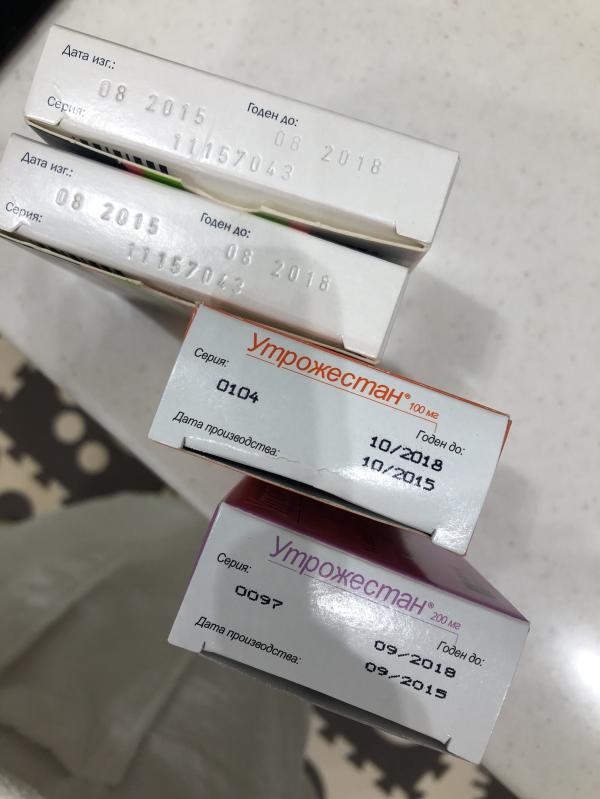 Дата изг.:
08 2015
Годен до:
08 2018
Серия:
11157043
Дата изг.:
08 2015
Годен до:
08 2018
Серия:
11157043
Утрожестан® 100 мг
Серия:
0104
Годен до:
10/2018
Дата производства:
10/2015
Утрожестан® 200 мг
Серия:
0097
Годен до:
09/2018
Дата производства:
09/2015